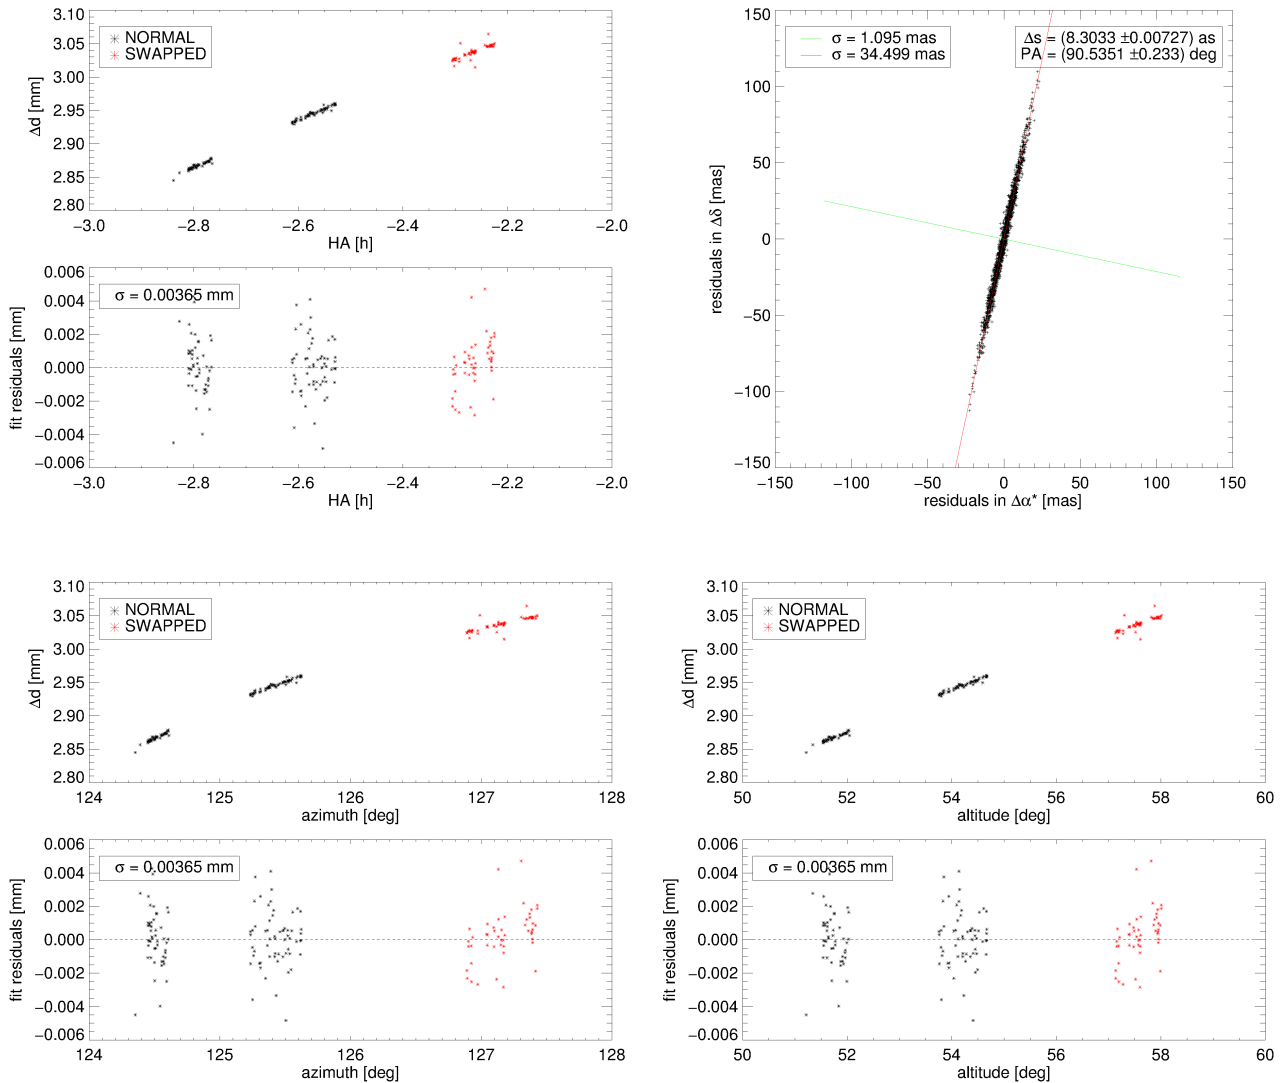 NORMAL
SWAPPED
Δd [mm]
3.10
3.05
3.00
2.95
2.90
2.85
2.80
−3.0 −2.8 −2.6 −2.4 −2.2 −2.0
HA [h]
σ = 0.00365 mm
fit residuals [mm]
0.006
0.004
0.002
0.000
−0.002
−0.004
−0.006
−3.0 −2.8 −2.6 −2.4 −2.2 −2.0
HA [h]
σ = 1.095 mas
σ = 34.499 mas
Δs = (8.3033 ±0.00727) as
PA = (90.5351 ±0.233) deg
residuals in Δδ [mas]
150
100
50
0
−50
−100
−150
−150 −100 −50 0 50 100 150
residuals in Δα* [mas]
NORMAL
SWAPPED
Δd [mm]
3.10
3.05
3.00
2.95
2.90
2.85
2.80
124 125 126 127 128
azimuth [deg]
σ = 0.00365 mm
fit residuals [mm]
0.006
0.004
0.002
0.000
−0.002
−0.004
−0.006
124 125 126 127 128
azimuth [deg]
NORMAL
SWAPPED
Δd [mm]
3.10
3.05
3.00
2.95
2.90
2.85
2.80
50 52 54 56 58 60
altitude [deg]
σ = 0.00365 mm
fit residuals [mm]
0.006
0.004
0.002
0.000
−0.002
−0.004
−0.006
50 52 54 56 58 60
altitude [deg]